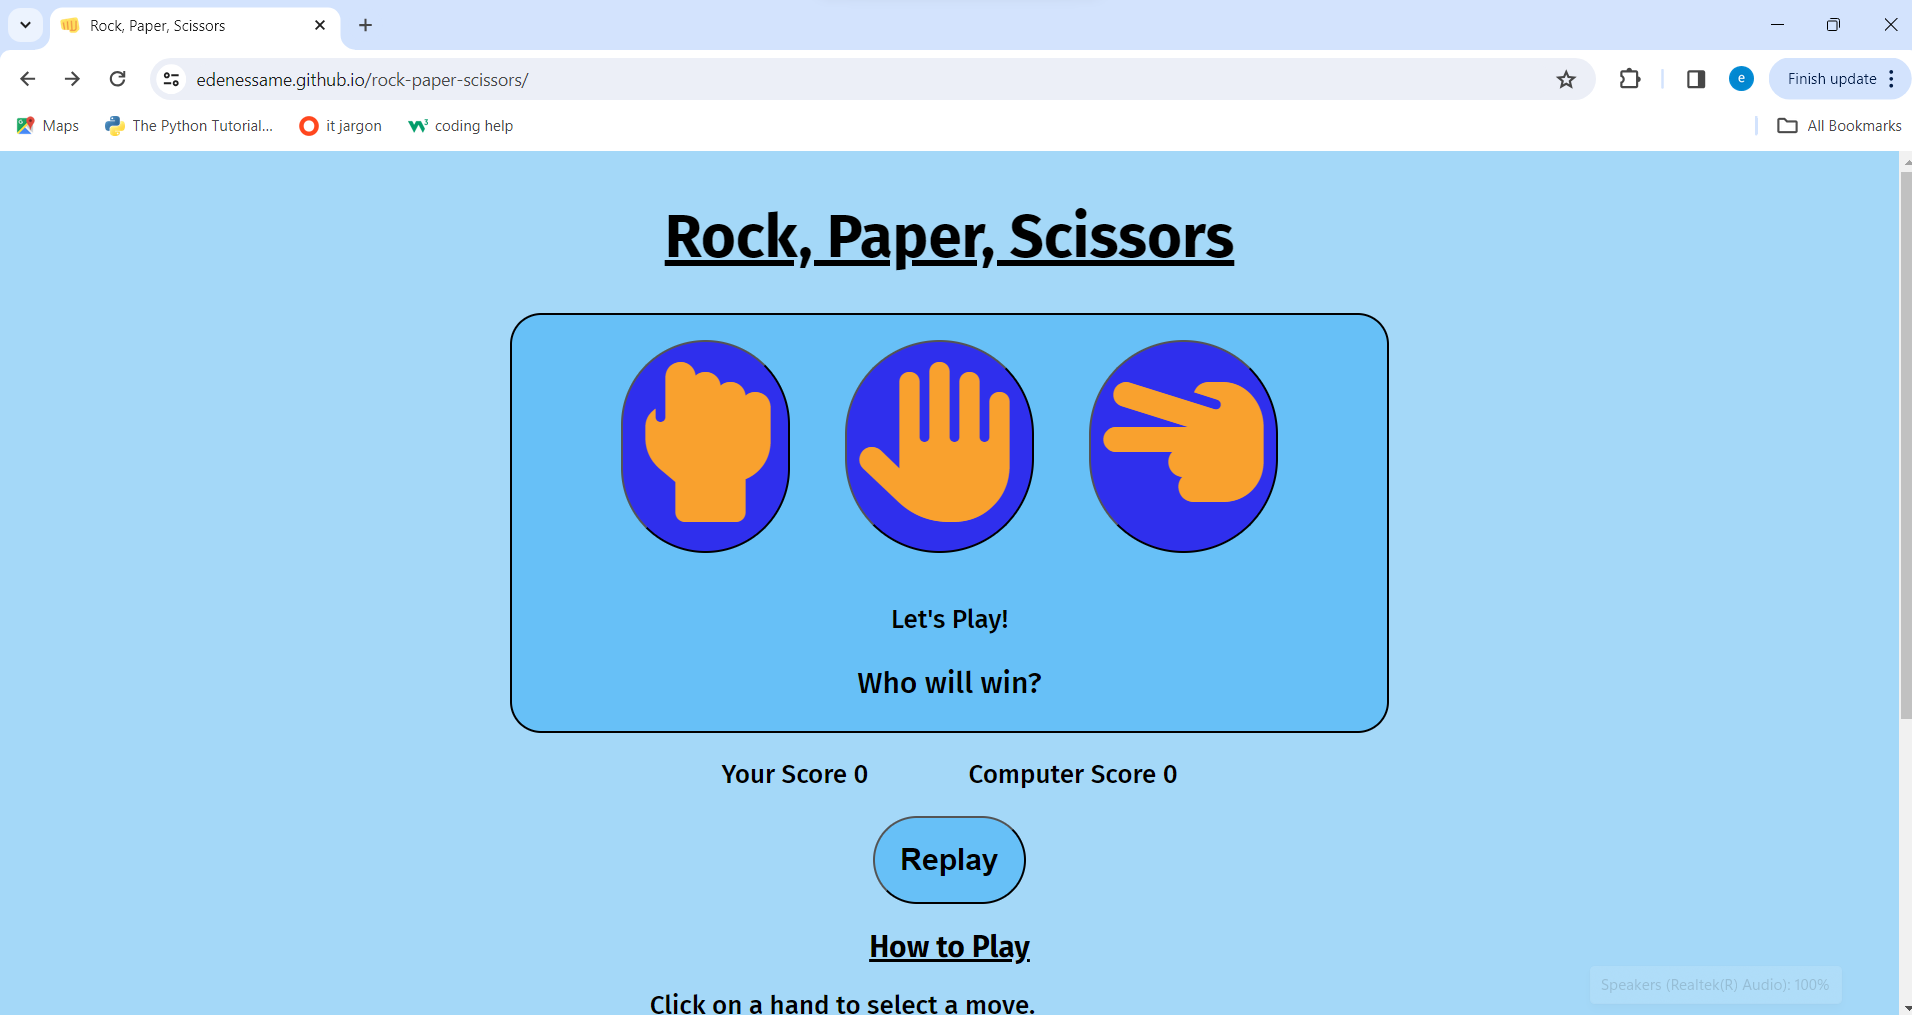 Rock, Paper, Scissors
edenessame.github.io/rock-paper-scissors/
e
Finish update
Maps
The Python Tutorial...
it jargon
coding help
All Bookmarks
Rock, Paper, Scissors
Let's Play!
Who will win?
Your Score 0 Computer Score 0
Replay
How to Play
Speakers (Realtek(R) Audio): 100%
Click on a hand to select a move.